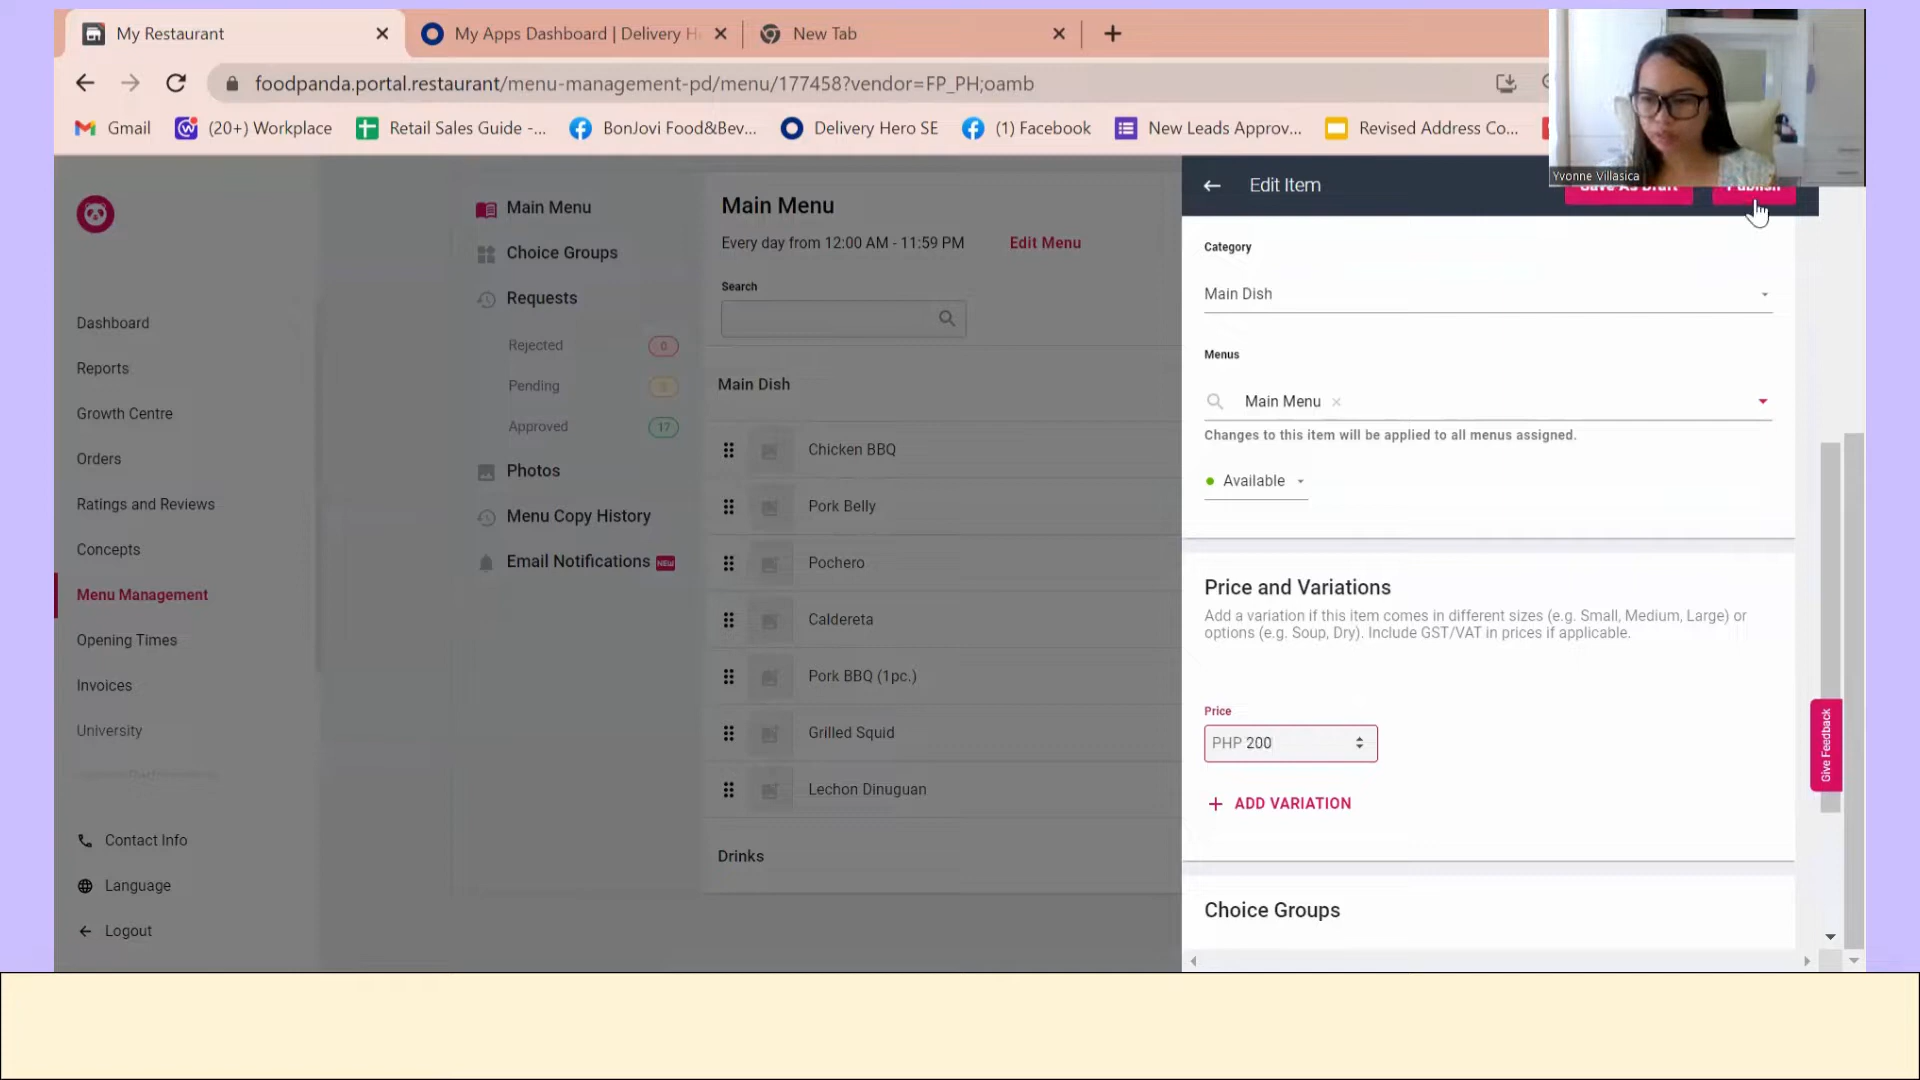 My Restaurant
My Apps Dashboard | Delivery H
New Tab
foodpanda.portal.restaurant/menu-management-pd/menu/177458?vendor=FP_PH;oamb
Gmail
(20+) Workplace
Retail Sales Guide -...
BonJovi Food&Bev...
Delivery Hero SE
(1) Facebook
New Leads Approv...
Revised Address Co...
Yvonne Villasica
Dashboard
Reports
Growth Centre
Orders
Ratings and Reviews
Concepts
Menu Management
Opening Times
Invoices
University
Contact Info
Language
Logout
Main Menu
Choice Groups
Requests
Rejected 0
Pending
Approved 17
Photos
Menu Copy History
Email Notifications NEW
Main Menu
Every day from 12:00 AM - 11:59 PM
Edit Menu
Search
Main Dish
Chicken BBQ
Pork Belly
Pochero
Caldereta
Pork BBQ (1pc.)
Grilled Squid
Lechon Dinuguan
Drinks
Edit Item
Save As Draft
Publish
Category
Main Dish
Menus
Main Menu
Changes to this item will be applied to all menus assigned.
Available
Price and Variations
Add a variation if this item comes in different sizes (e.g. Small, Medium, Large) or
options (e.g. Soup, Dry). Include GST/VAT in prices if applicable.
Price
PHP 200
ADD VARIATION
Choice Groups
Give Feedback